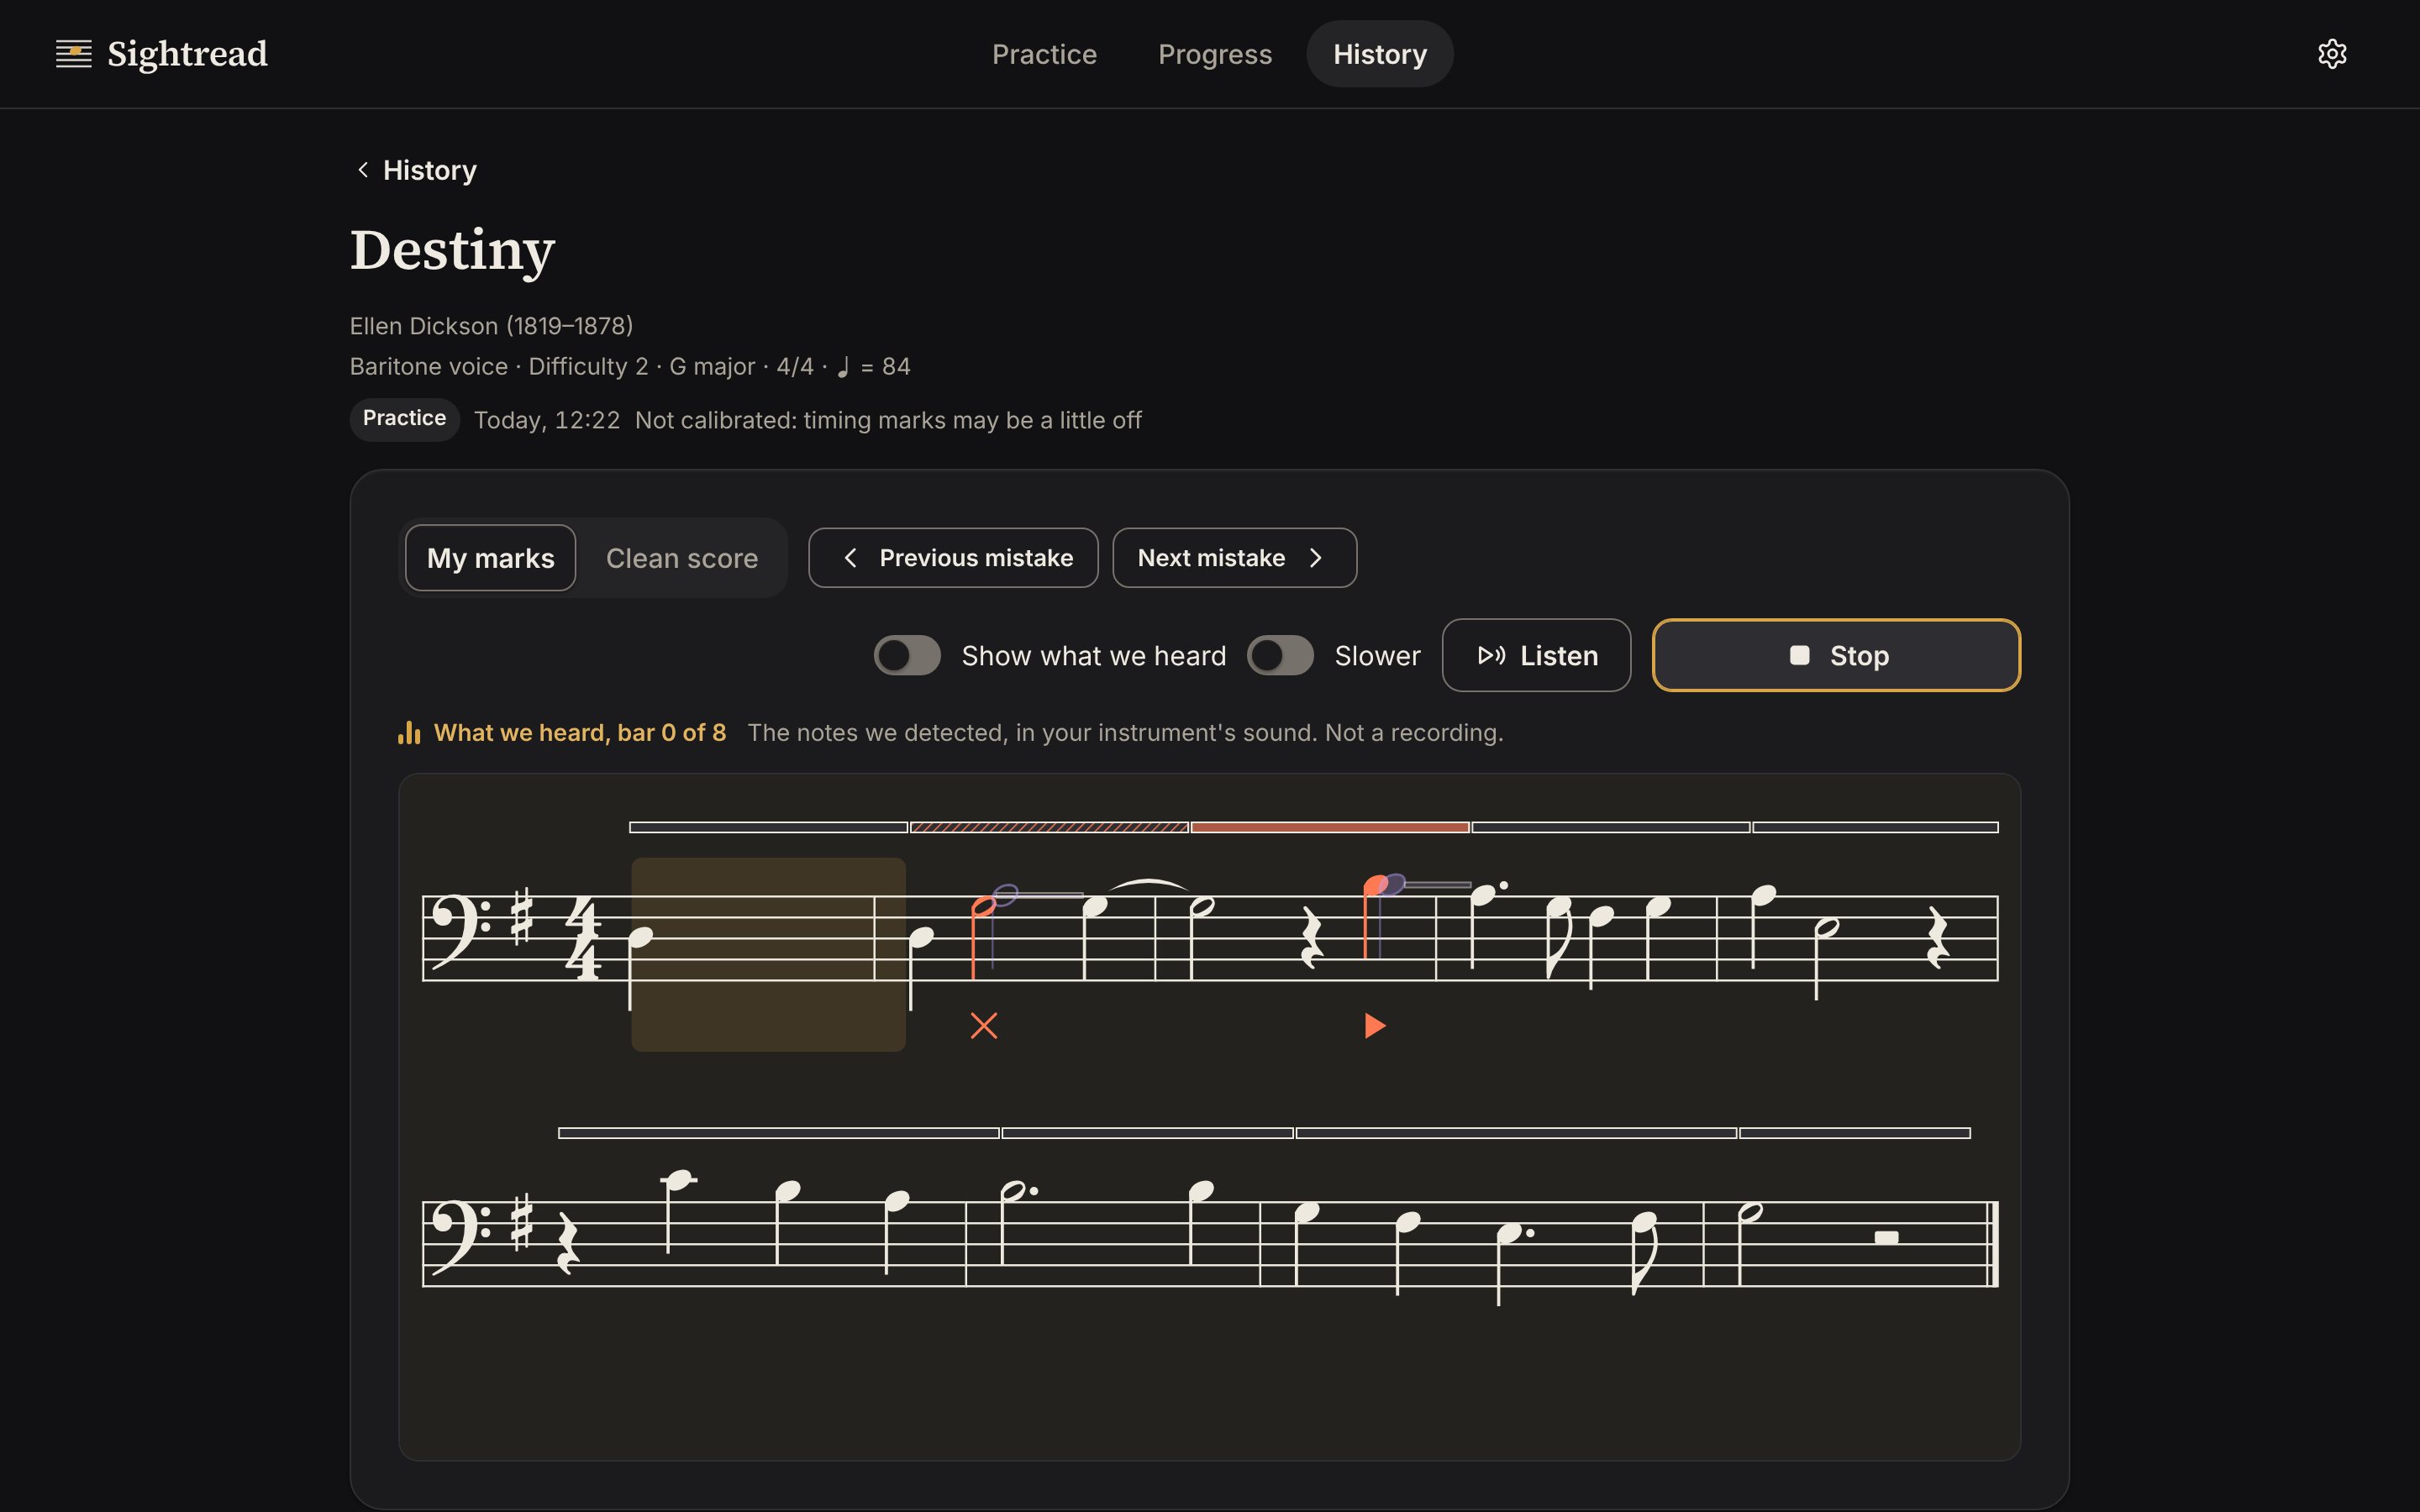 Sightread
Practice
Progress
History
History
Destiny
Ellen Dickson (1819–1878)
Baritone voice · Difficulty 2 · G major · 4/4 · ♩ = 84
Practice Today, 12:22 Not calibrated: timing marks may be a little off
My marks Clean score Previous mistake Next mistake
Show what we heard Slower Listen Stop
What we heard, bar 0 of 8 The notes we detected, in your instrument's sound. Not a recording.
4
4